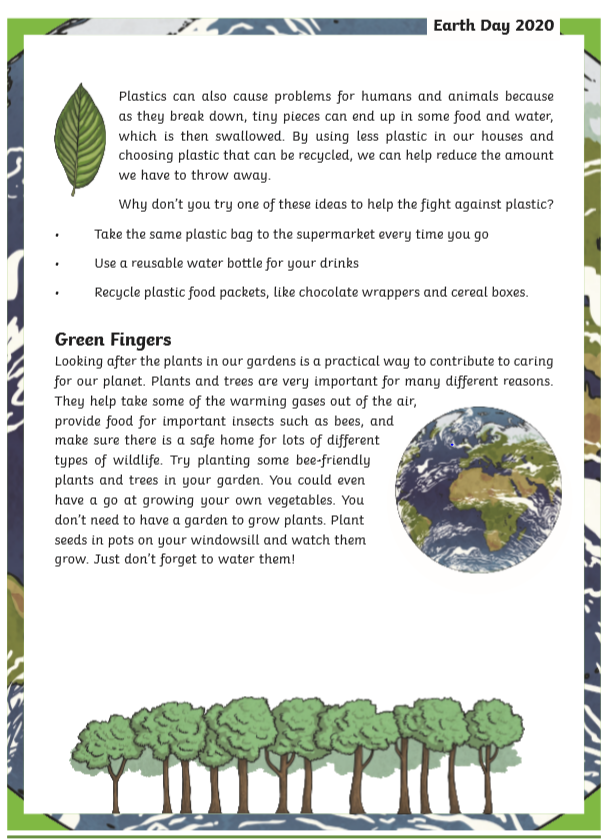 Earth Day 2020
Plastics can also cause problems for humans and animals because
as they break down, tiny pieces can end up in some food and water,
which is then swallowed. By using less plastic in our houses and
choosing plastic that can be recycled, we can help reduce the amount
we have to throw away.
Why don't you try one of these ideas to help the fight against plastic?
• Take the same plastic bag to the supermarket every time you go
• Use a reusable water bottle for your drinks
• Recycle plastic food packets, like chocolate wrappers and cereal boxes.
Green Fingers
Looking after the plants in our gardens is a practical way to contribute to caring
for our planet. Plants and trees are very important for many different reasons.
They help take some of the warming gases out of the air,
provide food for important insects such as bees, and
make sure there is a safe home for lots of different
types of wildlife. Try planting some bee-friendly
plants and trees in your garden. You could even
have a go at growing your own vegetables. You
don't need to have a garden to grow plants. Plant
seeds in pots on your windowsill and watch them
grow. Just don't forget to water them!